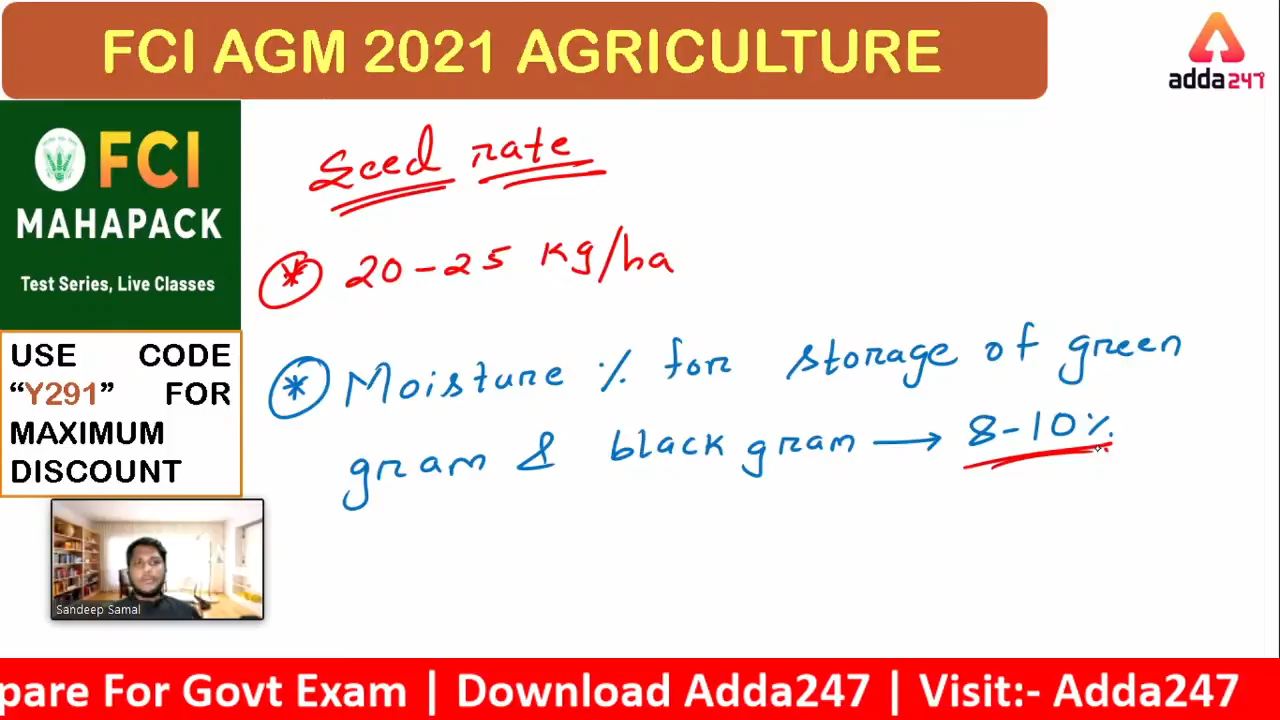 FCI AGM 2021 AGRICULTURE
adda247
FCI
MAHAPACK
Test Series, Live Classes
USE CODE
“Y291” FOR
MAXIMUM
DISCOUNT
Seed rate
* 20-25 kg/ha
* Moisture % for storage of green
gram & black gram → 8-10%
Sandeep Samal
pare For Govt Exam | Download Adda247 | Visit:- Adda247